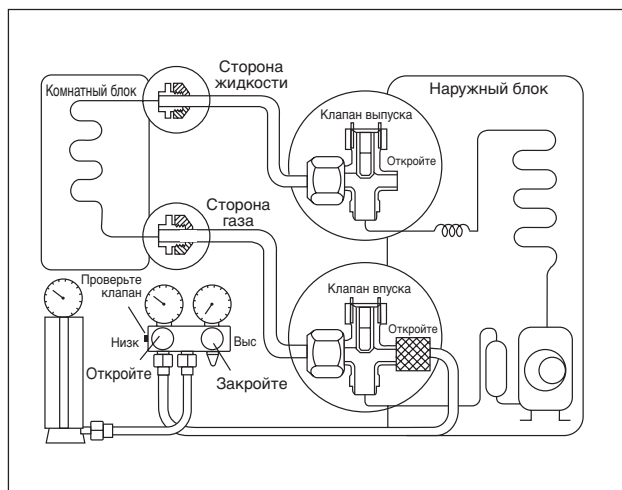 Сторона
жидкости
Комнатный блок
Наружный блок
Клапан выпуска
Откройте
Сторона
газа
Клапан впуска
Откройте
Проверьте
клапан
Низк
Выс
Откройте
Закройте